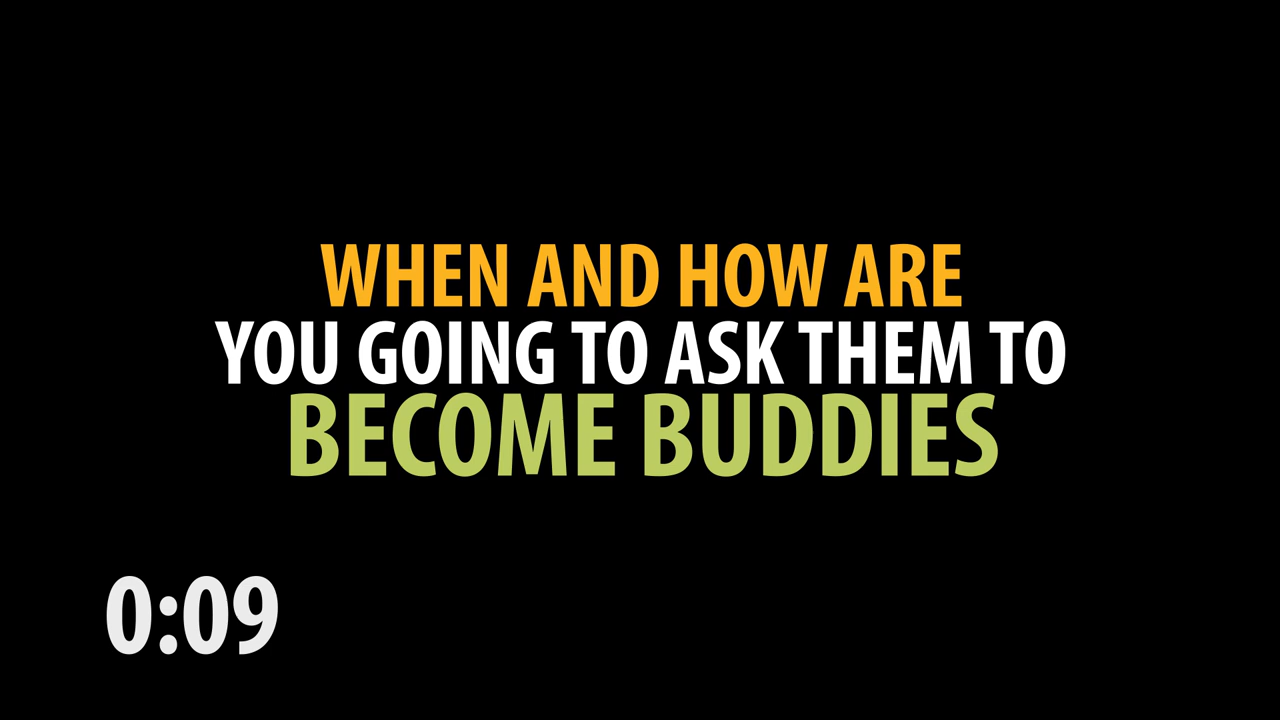 WHEN AND HOW ARE
YOU GOING TO ASK THEM TO
BECOME BUDDIES
0:09